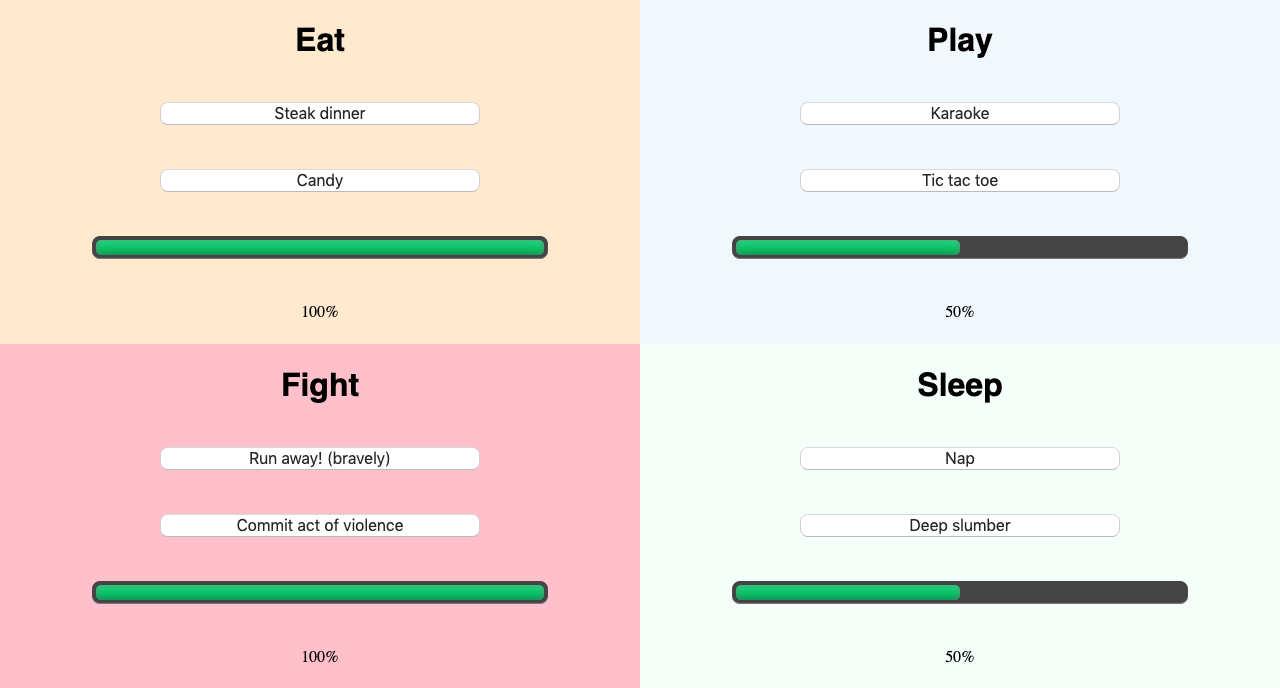 Eat
Steak dinner
Candy
100%
Play
Karaoke
Tic tac toe
50%
Fight
Run away! (bravely)
Commit act of violence
100%
Sleep
Nap
Deep slumber
50%